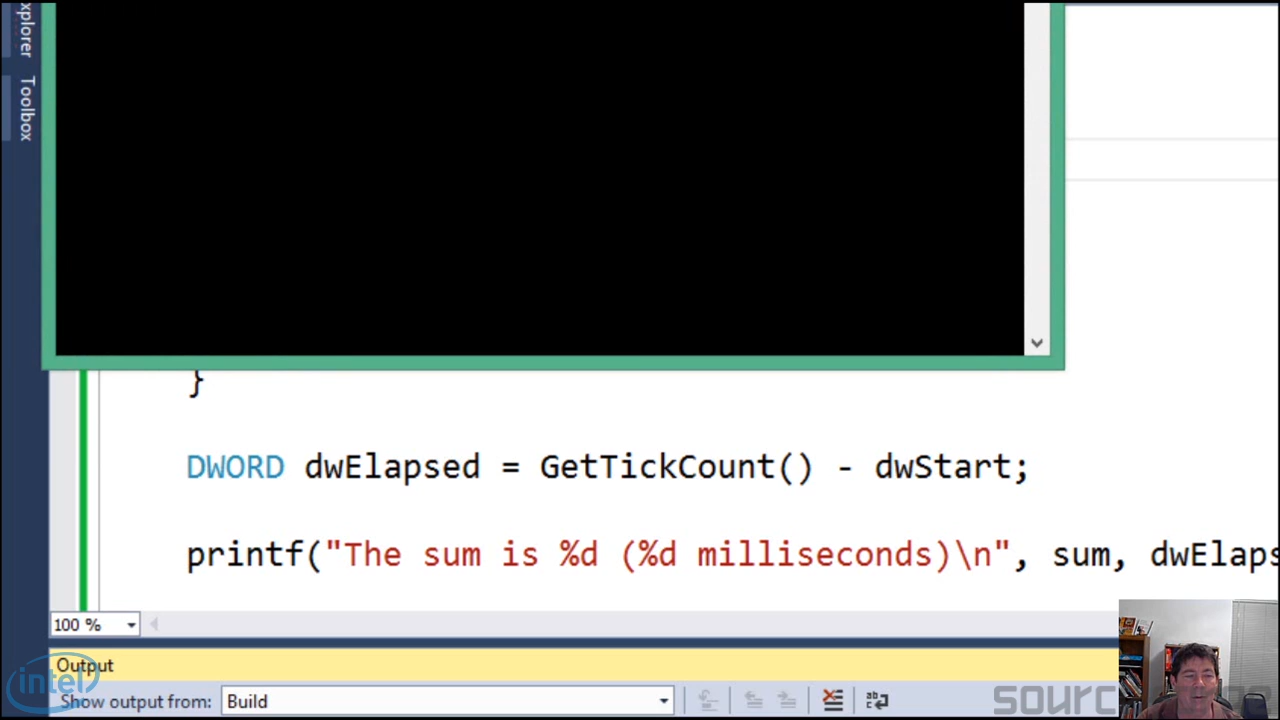 xplorer
Toolbox
}
DWORD dwElapsed = GetTickCount() - dwStart;
printf("The sum is %d (%d milliseconds)\n", sum, dwElaps
100 %
Output
Show output from: Build
intel
sourc